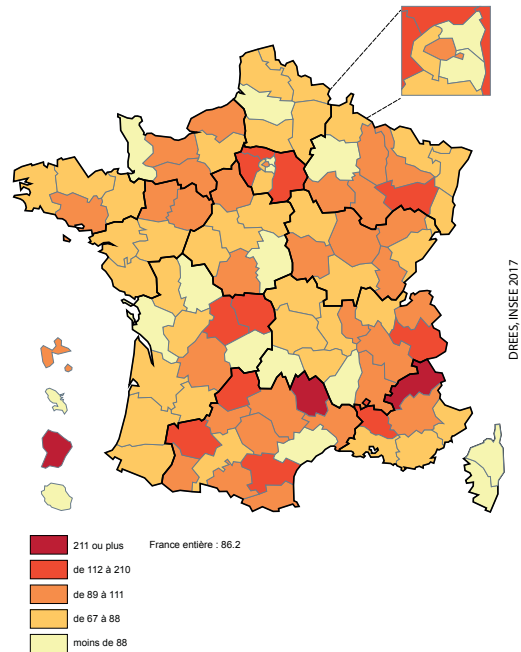 DREES, INSEE 2017
211 ou plus
France entière : 86.2
de 112 à 210
de 89 à 111
de 67 à 88
moins de 88